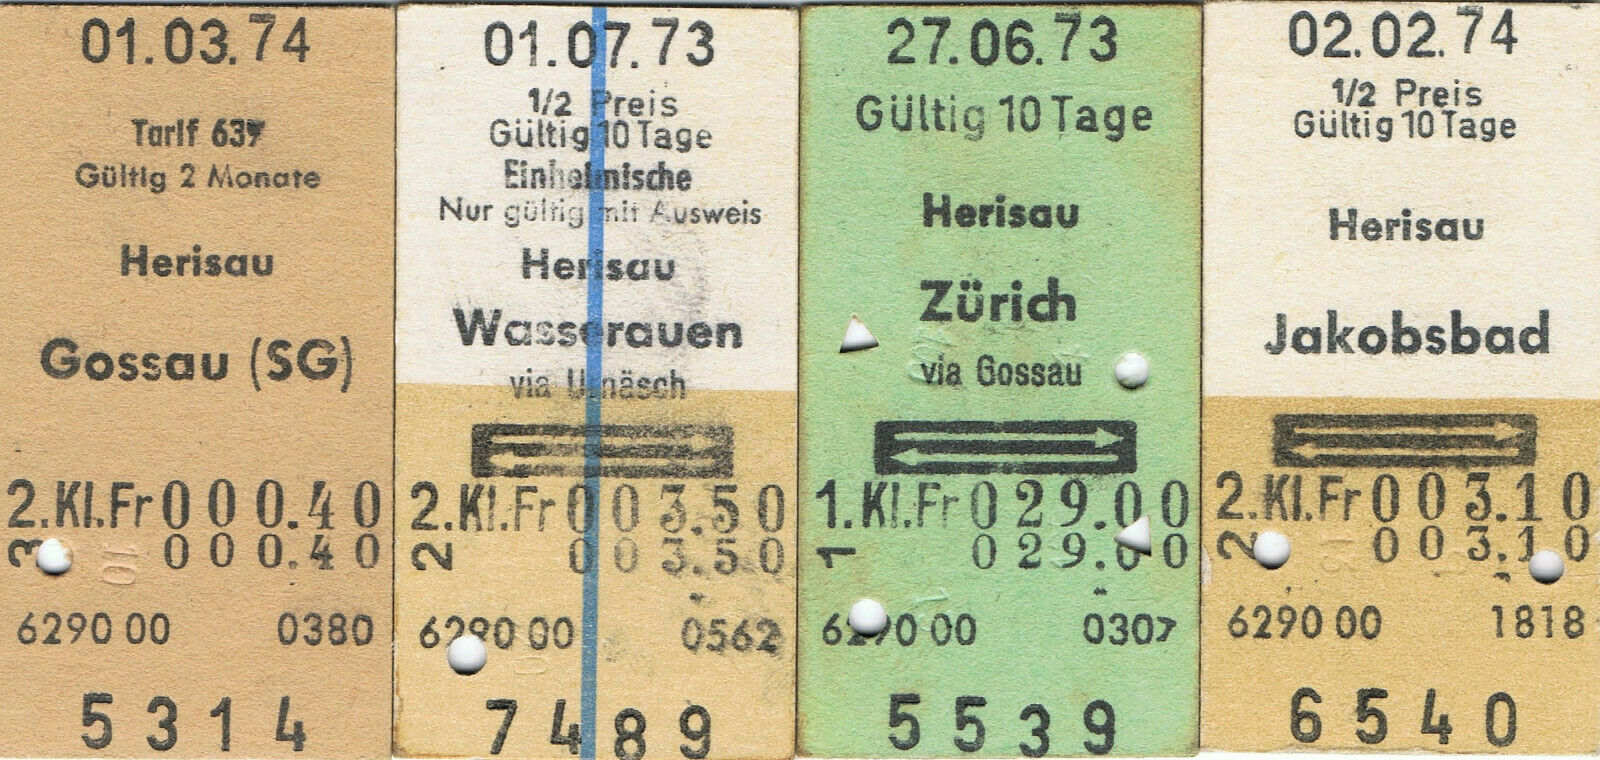 01.03.74
Tarif 637
Gültig 2 Monate
Herisau
Gossau (SG)
2.Kl.Fr 000.40
3 000.40
6290 00 0380
5314
01.07.73
1/2 Preis
Gültig 10 Tage
Einheimische
Nur gültig mit Ausweis
Herisau
Wasserauen
via Urnäsch
2.Kl.Fr 003.50
2 003.50
6290 00 0562
7489
27.06.73
Gültig 10 Tage
Herisau
Zürich
via Gossau
1.Kl.Fr 029.00
1 029.00
6290 00 0307
5539
02.02.74
1/2 Preis
Gültig 10 Tage
Herisau
Jakobsbad
2.Kl.Fr 003.10
2 003.10
6290 00 1818
6540